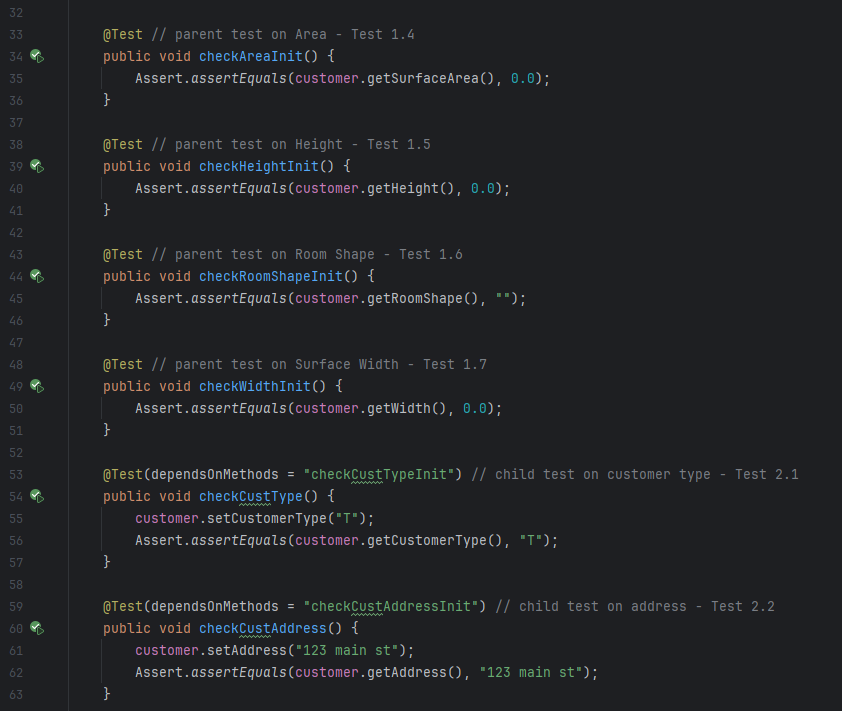 32
33 @Test // parent test on Area - Test 1.4
34 public void checkAreaInit() {
35 Assert.assertEquals(customer.getSurfaceArea(), 0.0);
36 }
37
38 @Test // parent test on Height - Test 1.5
39 public void checkHeightInit() {
40 Assert.assertEquals(customer.getHeight(), 0.0);
41 }
42
43 @Test // parent test on Room Shape - Test 1.6
44 public void checkRoomShapeInit() {
45 Assert.assertEquals(customer.getRoomShape(), "");
46 }
47
48 @Test // parent test on Surface Width - Test 1.7
49 public void checkWidthInit() {
50 Assert.assertEquals(customer.getWidth(), 0.0);
51 }
52
53 @Test(dependsOnMethods = "checkCustTypeInit") // child test on customer type - Test 2.1
54 public void checkCustType() {
55 customer.setCustomerType("T");
56 Assert.assertEquals(customer.getCustomerType(), "T");
57 }
58
59 @Test(dependsOnMethods = "checkCustAddressInit") // child test on address - Test 2.2
60 public void checkCustAddress() {
61 customer.setAddress("123 main st");
62 Assert.assertEquals(customer.getAddress(), "123 main st");
63 }